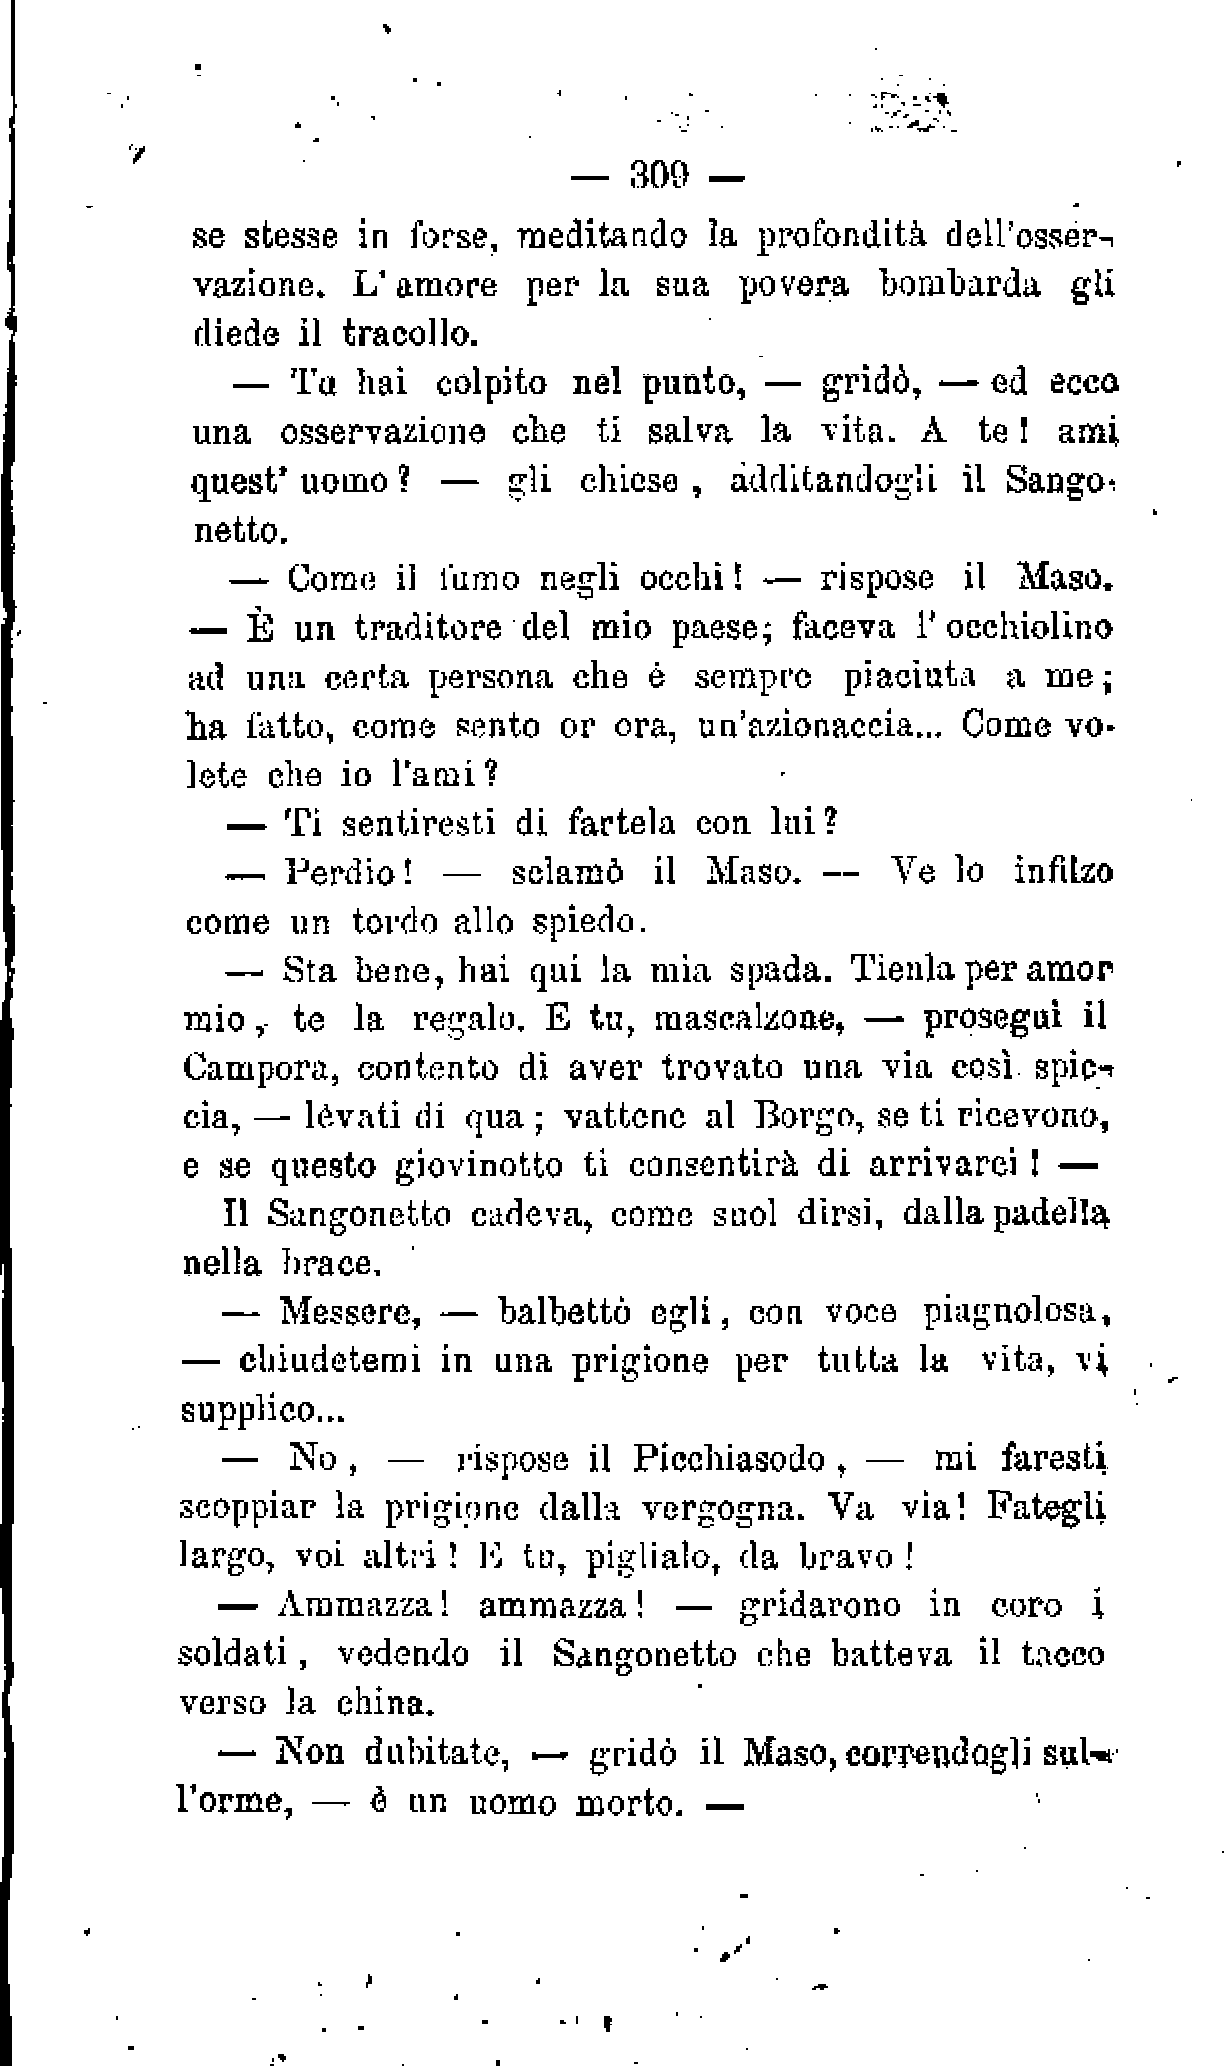 — 309 —
se stesse in forse, meditando la profondità dell'osser-
vazione. L'amore per la sua povera bombarda gli
diede il tracollo.
— Tu hai colpito nel punto, — gridò, — ed ecco
una osservazione che ti salva la vita. A te! ami
quest'uomo? — gli chiese, additandogli il Sango-
netto.
— Come il fumo negli occhi! — rispose il Maso.
— È un traditore del mio paese; faceva l'occhiolino
ad una certa persona che è sempre piaciuta a me;
ha fatto, come sento or ora, un'azionaccia... Come vo-
lete che io l'ami?
— Ti sentiresti di fartela con lui?
— Perdio! — sclamò il Maso. — Ve lo infilzo
come un tordo allo spiedo.
— Sta bene, hai qui la mia spada. Tienla per amor
mio, te la regalo. E tu, mascalzone, — proseguì il
Campora, contento di aver trovato una via così spic-
cia, — lèvati di qua; vattene al Borgo, se ti ricevono,
e se questo giovinotto ti consentirà di arrivarci! —
Il Sangonetto cadeva, come suol dirsi, dalla padella
nella brace.
— Messere, — balbettò egli, con voce piagnolosa,
— chiudetemi in una prigione per tutta la vita, vi
supplico...
— No, — rispose il Picchiasodo, — mi faresti
scoppiar la prigione dalla vergogna. Va via! Fategli
largo, voi altri! E tu, piglialo, da bravo!
— Ammazza! ammazza! — gridarono in coro i
soldati, vedendo il Sangonetto che batteva il tacco
verso la china.
— Non dubitate, — gridò il Maso, correndogli sul-
l'orme, — è un uomo morto. —